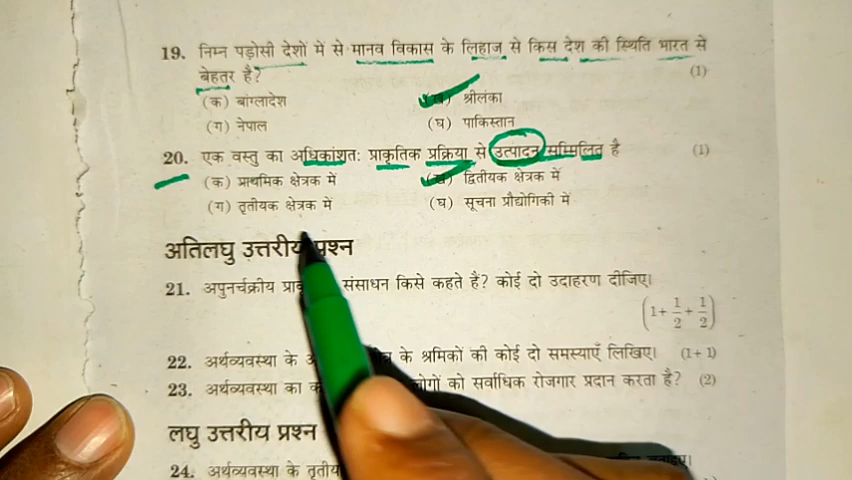 19. निम्न पड़ोसी देशों में से मानव विकास के लिहाज से किस देश की स्थिति भारत से
बेहतर है? (1)
(क) बांग्लादेश (ख) श्रीलंका
(ग) नेपाल (घ) पाकिस्तान
20. एक वस्तु का अधिकांशतः प्राकृतिक प्रक्रिया से उत्पादन सम्मिलित है (1)
(क) प्राथमिक क्षेत्रक में (ख) द्वितीयक क्षेत्रक में
(ग) तृतीयक क्षेत्रक में (घ) सूचना प्रौद्योगिकी में
अतिलघु उत्तरीय प्रश्न
21. अपुनर्चक्रीय संसाधन किसे कहते हैं? कोई दो उदाहरण दीजिए।
(1+1/2+1/2)
22. अर्थव्यवस्था के के श्रमिकों की कोई दो समस्याएँ लिखिए। (1+1)
23. अर्थव्यवस्था का लोगों को सर्वाधिक रोजगार प्रदान करता है? (2)
लघु उत्तरीय प्रश्न
24. अर्थव्यवस्था के